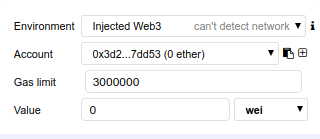 Environment Injected Web3 can't detect network
Account 0x3d2...7dd53 (0 ether)
Gas limit 3000000
Value 0 wei